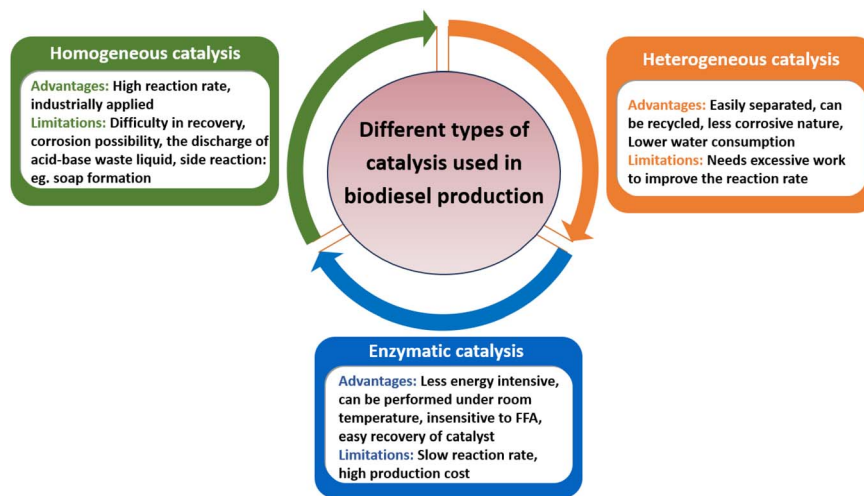 Homogeneous catalysis
Advantages: High reaction rate,
industrially applied
Limitations: Difficulty in recovery,
corrosion possibility, the discharge of
acid-base waste liquid, side reaction:
eg. soap formation
Different types of
catalysis used in
biodiesel production
Heterogeneous catalysis
Advantages: Easily separated, can
be recycled, less corrosive nature,
Lower water consumption
Limitations: Needs excessive work
to improve the reaction rate
Enzymatic catalysis
Advantages: Less energy intensive,
can be performed under room
temperature, insensitive to FFA,
easy recovery of catalyst
Limitations: Slow reaction rate,
high production cost